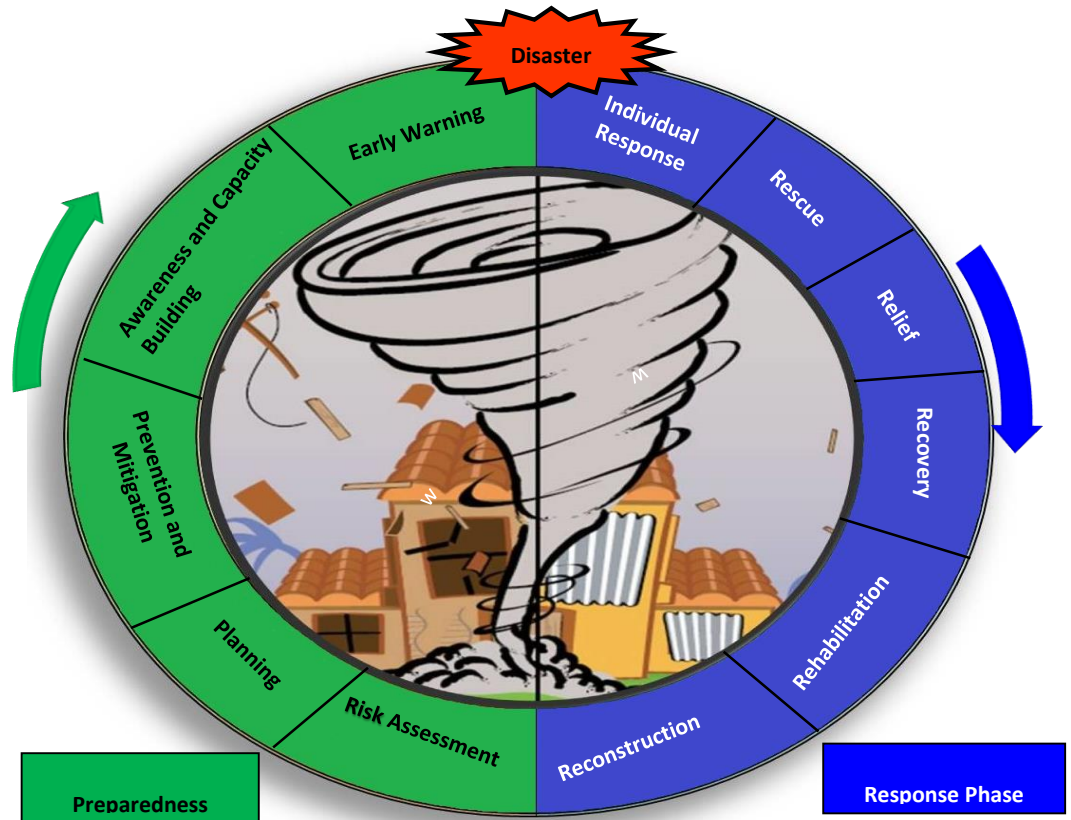 Disaster
Individual
Response
Rescue
Relief
Recovery
Rehabilitation
Reconstruction
Risk Assessment
Planning
Prevention and
Mitigation
Awareness and Capacity
Building
Early Warning
W
W
Preparedness
Response Phase